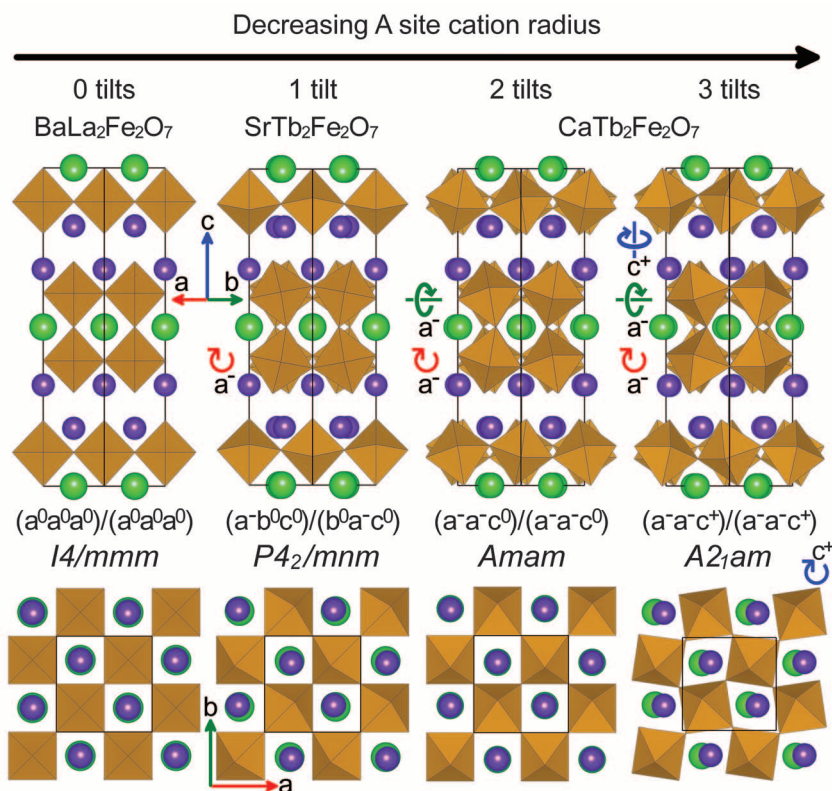 Decreasing A site cation radius
0 tilts 1 tilt 2 tilts 3 tilts
BaLa₂Fe₂O₇ SrTb₂Fe₂O₇ CaTb₂Fe₂O₇
c
a b
c⁺
a⁻ a⁻
a⁻ a⁻ a⁻
(a⁰a⁰a⁰)/(a⁰a⁰a⁰) (a⁻b⁰c⁰)/(b⁰a⁻c⁰) (a⁻a⁻c⁰)/(a⁻a⁻c⁰) (a⁻a⁻c⁺)/(a⁻a⁻c⁺)
I4/mmm P4₂/mnm Amam A2₁am c⁺
b
a